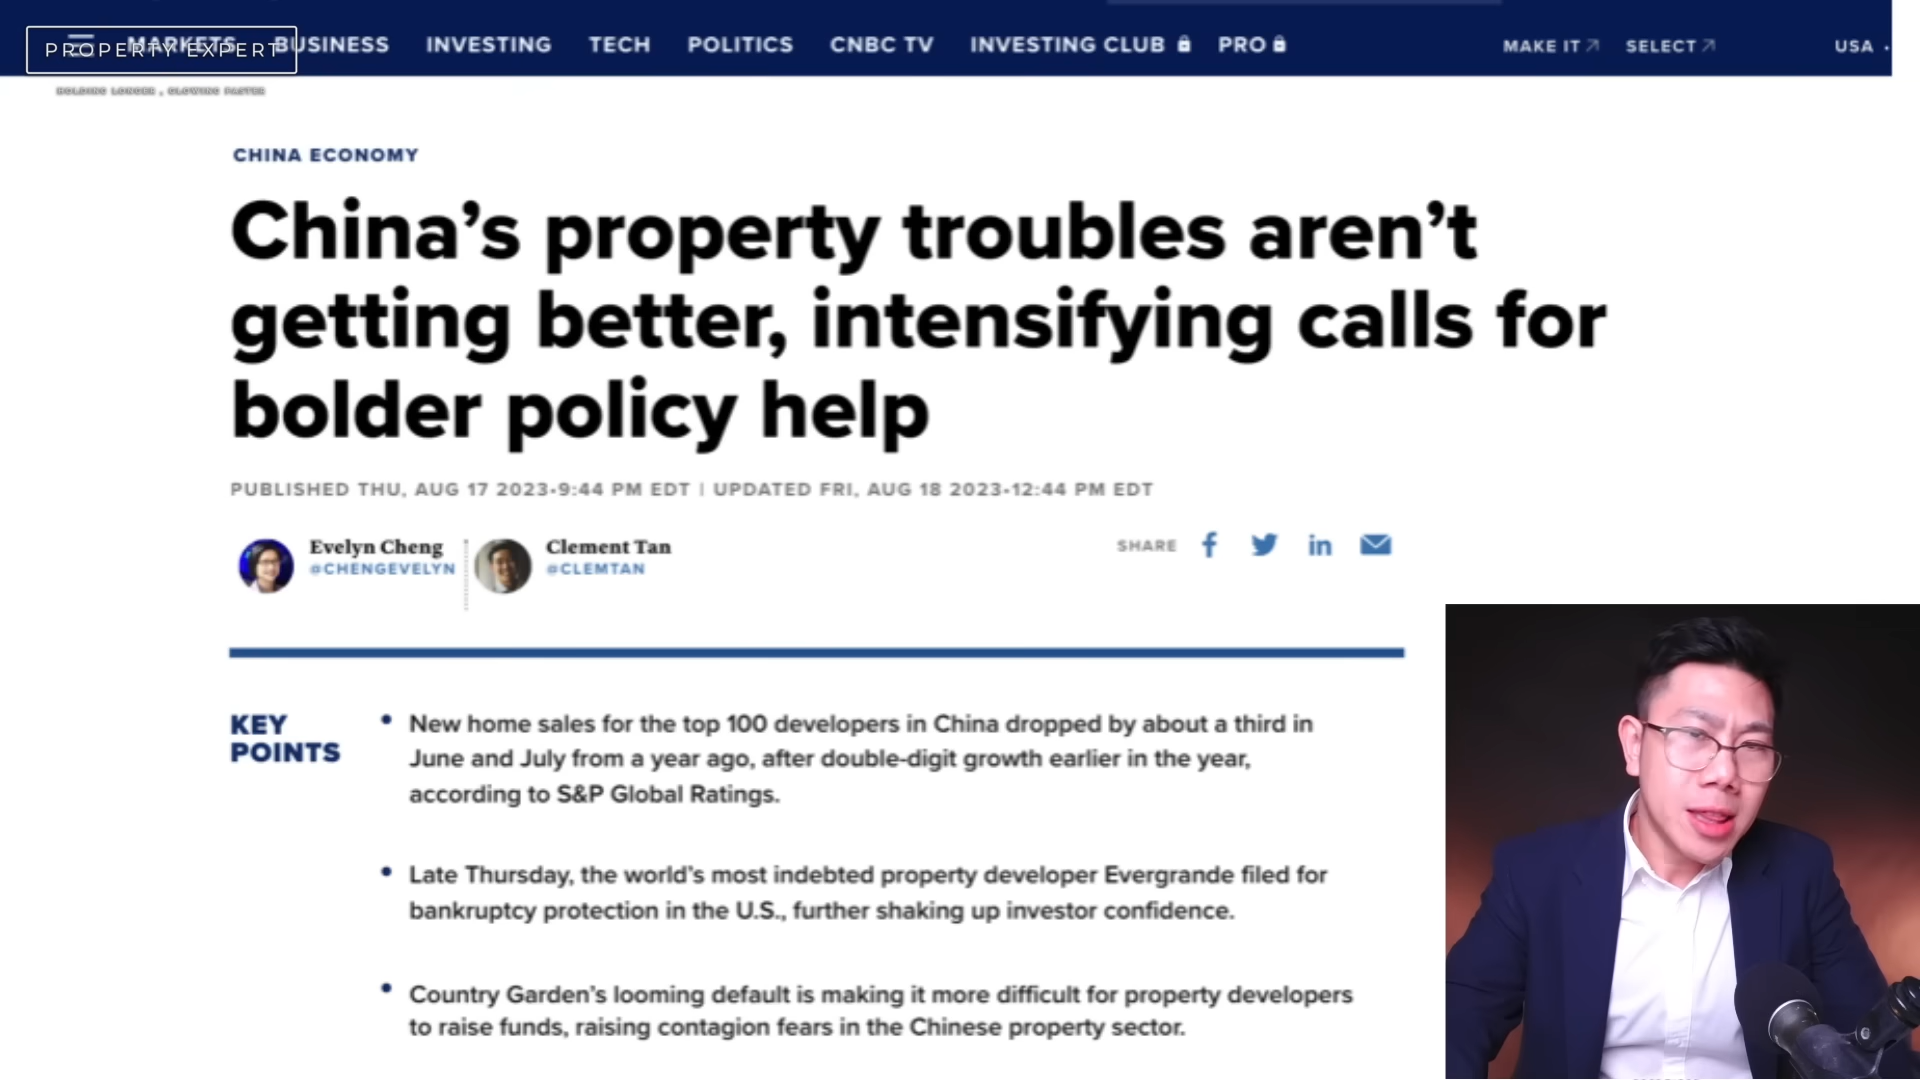 PROPERTY EXPERT
MARKETS BUSINESS INVESTING TECH POLITICS CNBC TV INVESTING CLUB PRO MAKE IT SELECT USA
HOLDING LONGER , GLOWING FASTER
CHINA ECONOMY
China’s property troubles aren’t
getting better, intensifying calls for
bolder policy help
PUBLISHED THU, AUG 17 2023•9:44 PM EDT | UPDATED FRI, AUG 18 2023•12:44 PM EDT
Evelyn Cheng
@CHENGEVELYN
Clement Tan
@CLEMTAN
SHARE
KEY
POINTS
• New home sales for the top 100 developers in China dropped by about a third in
June and July from a year ago, after double-digit growth earlier in the year,
according to S&P Global Ratings.
• Late Thursday, the world’s most indebted property developer Evergrande filed for
bankruptcy protection in the U.S., further shaking up investor confidence.
• Country Garden’s looming default is making it more difficult for property developers
to raise funds, raising contagion fears in the Chinese property sector.